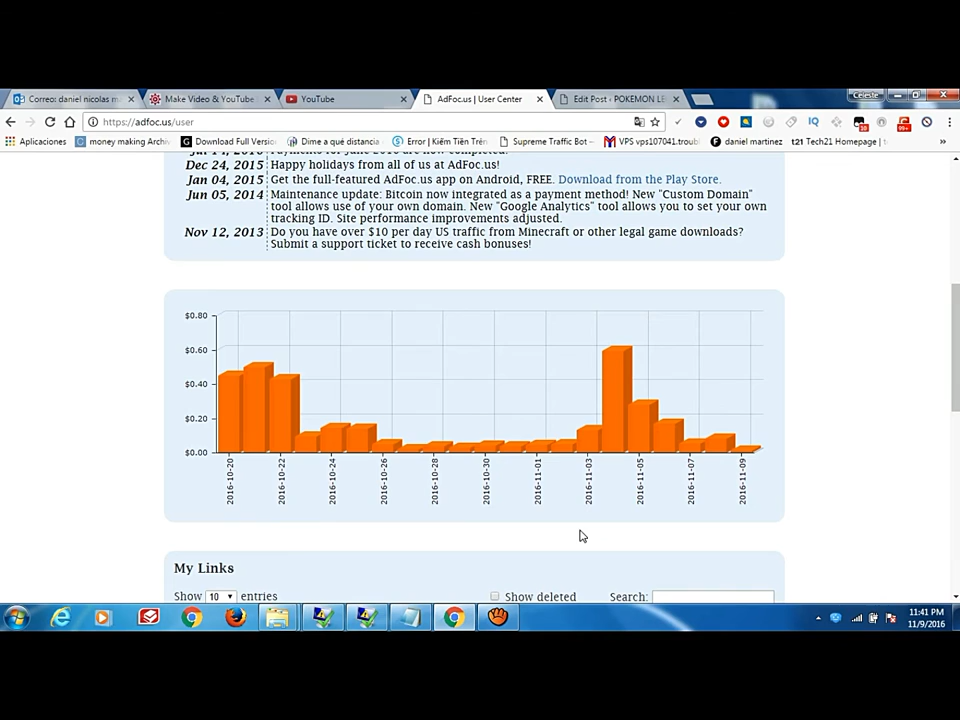 Celeste
Correo: daniel nicolas m
Make Video & YouTube
YouTube
AdFoc.us | User Center
Edit Post ‹ POKEMON LE
https://adfoc.us/user
Aplicaciones
money making Archiv
Download Full Versio
Dime a qué distancia
Error | Kiếm Tiền Trên
Supreme Traffic Bot –
VPS vps107041.troubl
daniel martinez
t21 Tech21 Homepage | t
Dec 24, 2015 Happy holidays from all of us at AdFoc.us!
Jan 04, 2015 Get the full-featured AdFoc.us app on Android, FREE. Download from the Play Store.
Jun 05, 2014 Maintenance update: Bitcoin now integrated as a payment method! New "Custom Domain"
tool allows use of your own domain. New "Google Analytics" tool allows you to set your own
tracking ID. Site performance improvements adjusted.
Nov 12, 2013 Do you have over $10 per day US traffic from Minecraft or other legal game downloads?
Submit a support ticket to receive cash bonuses!
$0.80
$0.60
$0.40
$0.20
$0.00
2016-10-20
2016-10-22
2016-10-24
2016-10-26
2016-10-28
2016-10-30
2016-11-01
2016-11-03
2016-11-05
2016-11-07
2016-11-09
My Links
Show 10 entries
Show deleted
Search:
11:41 PM
11/9/2016